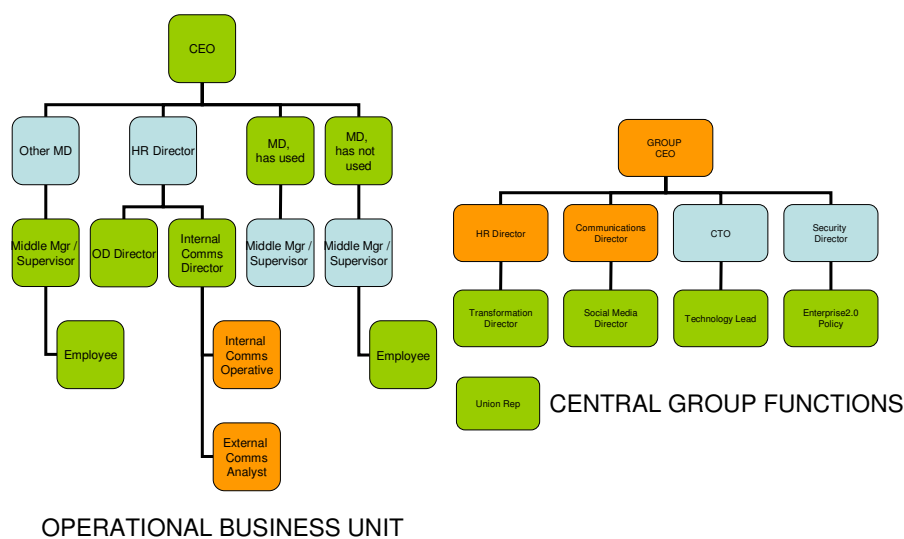 CEO
Other MD
HR Director
MD,
has used
MD,
has not
used
Middle Mgr /
Supervisor
OD Director
Internal
Comms
Director
Middle Mgr /
Supervisor
Middle Mgr /
Supervisor
Employee
Internal
Comms
Operative
Employee
External
Comms
Analyst
OPERATIONAL BUSINESS UNIT
GROUP
CEO
HR Director
Communications
Director
CTO
Security
Director
Transformation
Director
Social Media
Director
Technology Lead
Enterprise2.0
Policy
Union Rep
CENTRAL GROUP FUNCTIONS